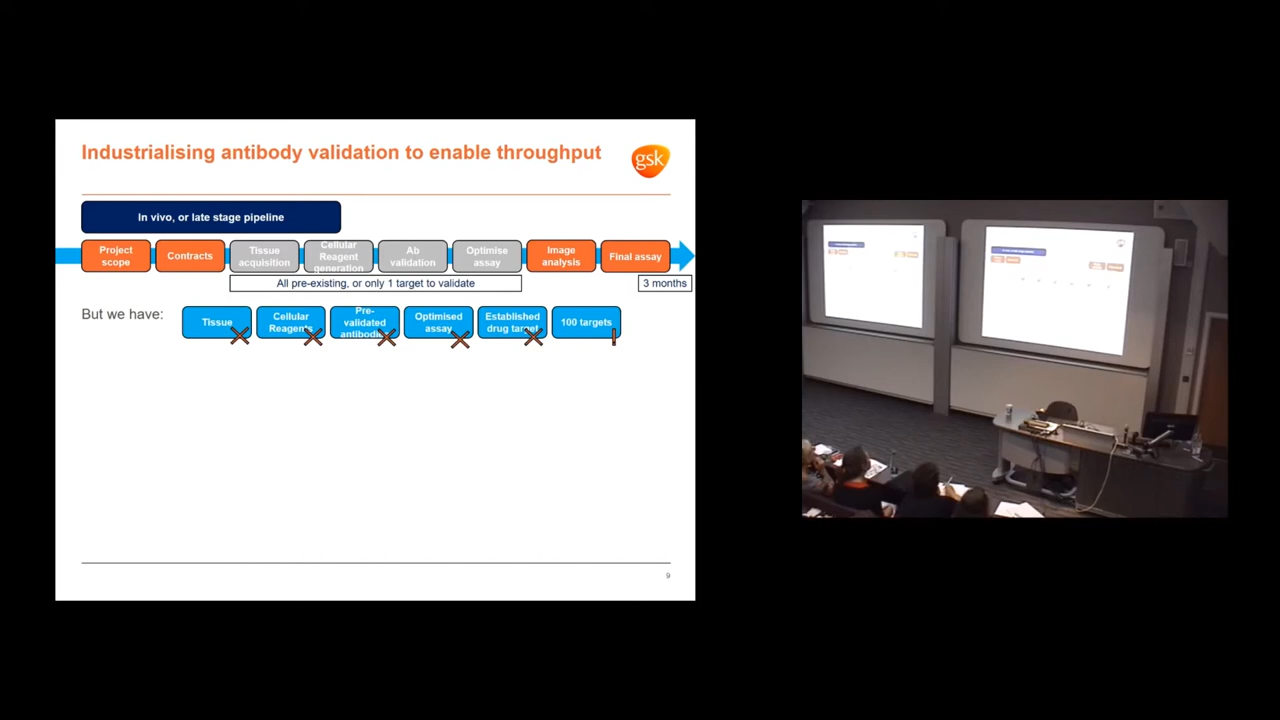 Industrialising antibody validation to enable throughput
gsk
In vivo, or late stage pipeline
Project
scope
Contracts
Tissue
acquisition
Cellular
Reagent
generation
Ab
validation
Optimise
assay
Image
analysis
Final assay
All pre-existing, or only 1 target to validate
3 months
But we have:
Tissue
Cellular
Reagents
Pre-
validated
antibodies
Optimised
assay
Established
drug target
100 targets
!
9